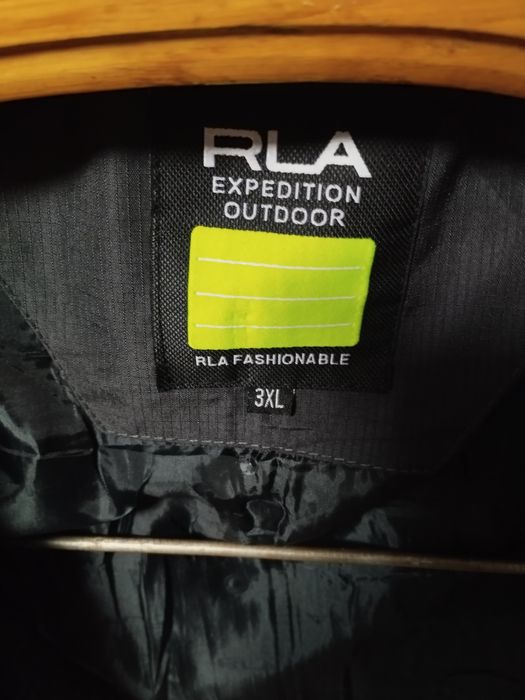 RLA
EXPEDITION
OUTDOOR
RLA FASHIONABLE
3XL